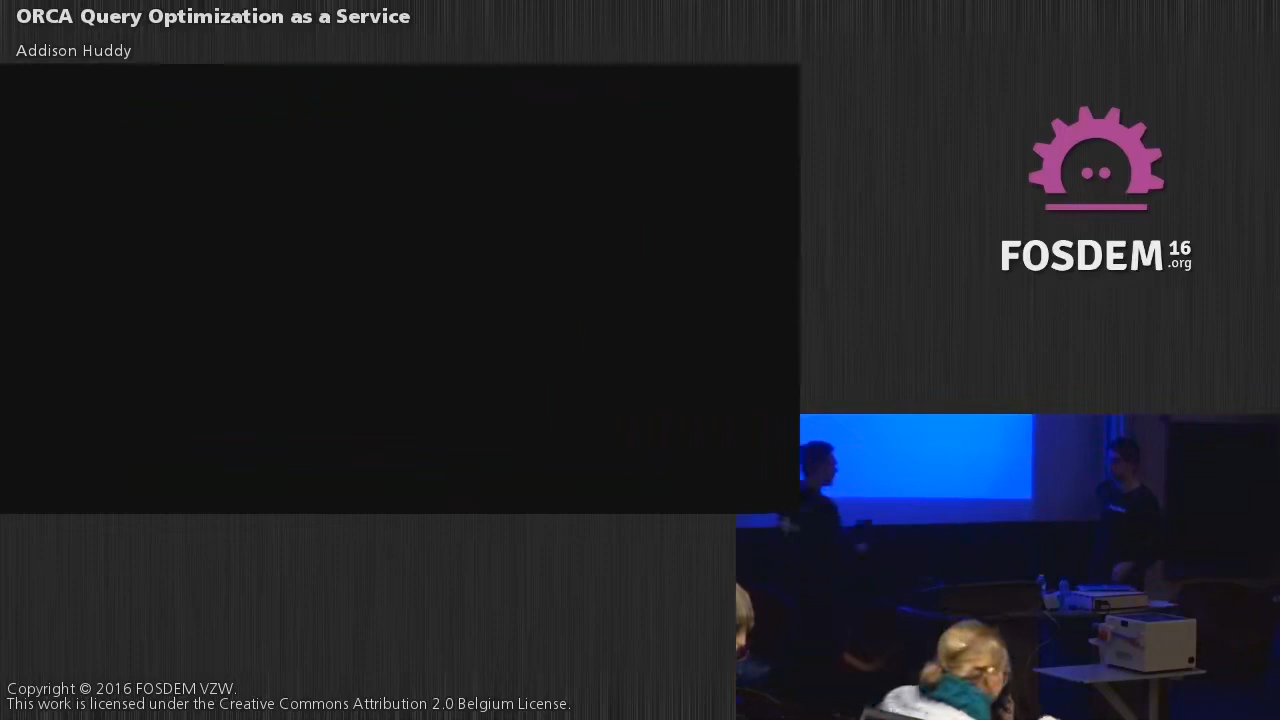 ORCA Query Optimization as a Service
Addison Huddy
FOSDEM 16
.org
Copyright © 2016 FOSDEM VZW.
This work is licensed under the Creative Commons Attribution 2.0 Belgium License.